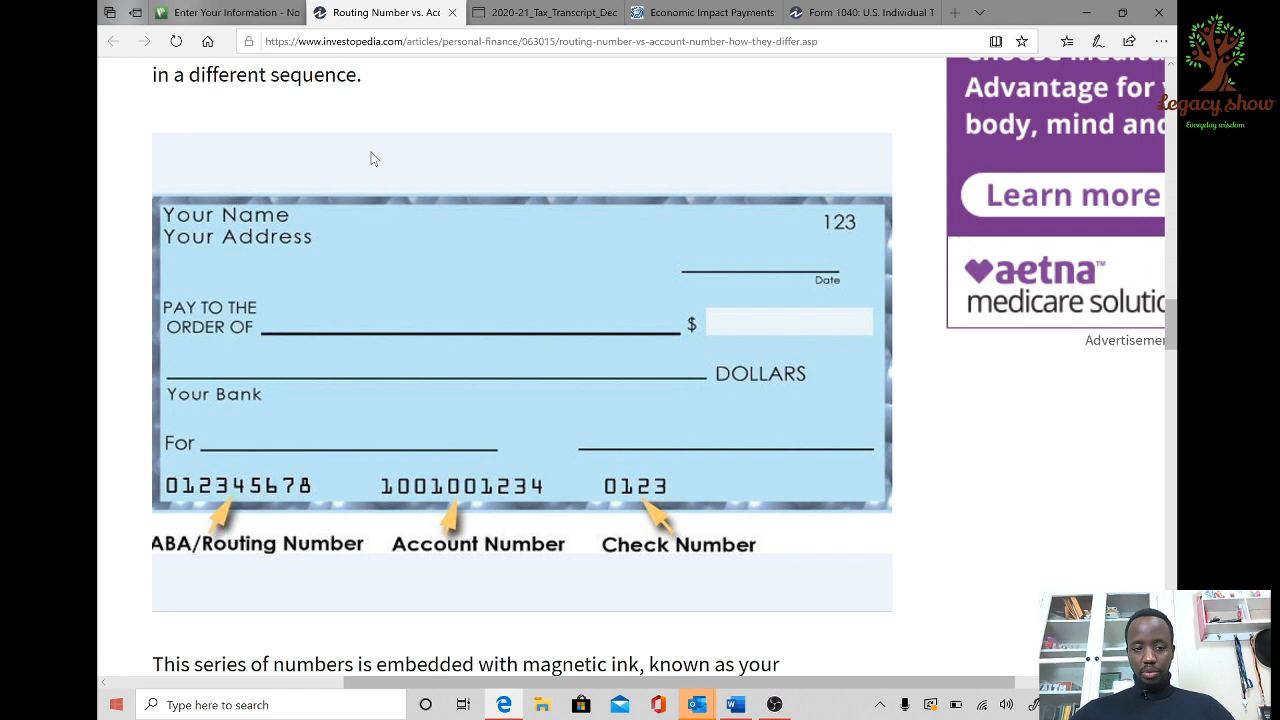 Enter Your Information - No
Routing Number vs. Acc
2020-21_Tax_Transcript_Dec
Economic Impact Payments
Form 1040: U.S. Individual T
https://www.investopedia.com/articles/personal-finance/063015/routing-number-vs-account-number-how-they-differ.asp
Legacy show
Everyday wisdom
in a different sequence.
Advantage for
body, mind and
Learn more
aetna™
medicare solutio
Advertisemen
Your Name
Your Address
123
Date
PAY TO THE
ORDER OF
$
DOLLARS
Your Bank
For
012345678 1001001234 0123
ABA/Routing Number Account Number Check Number
This series of numbers is embedded with magnetic ink, known as your
Type here to search